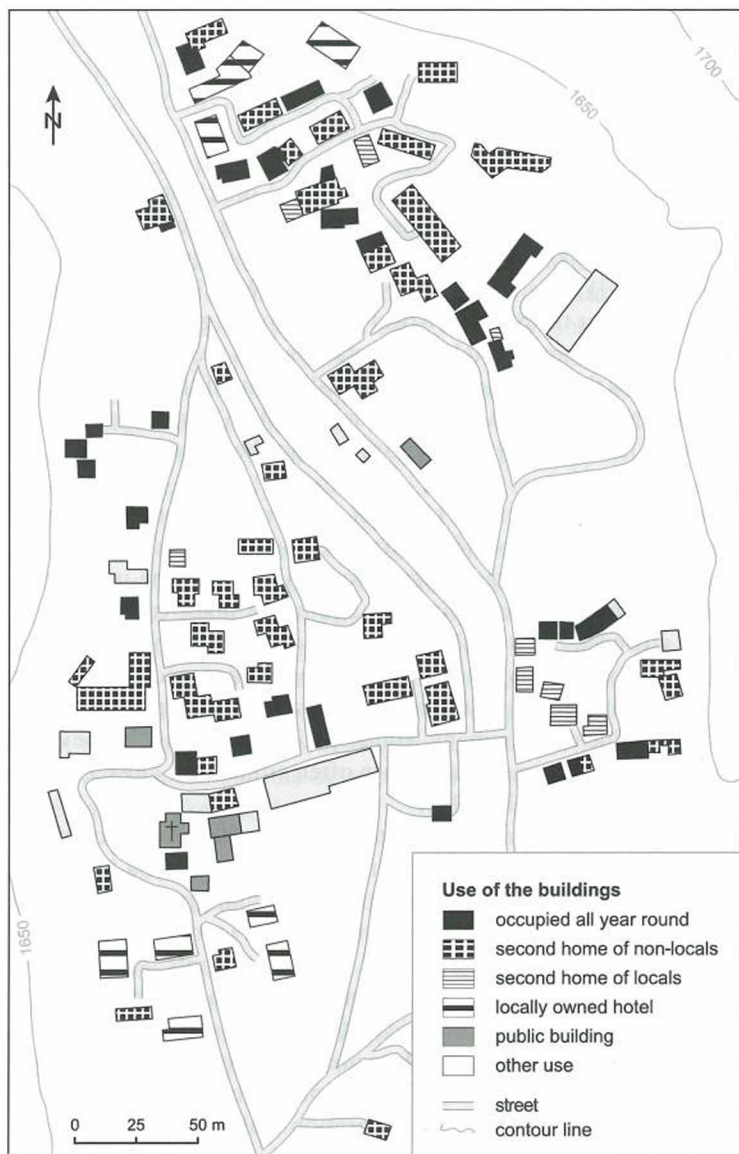 1700
1650
N
1650
Use of the buildings
occupied all year round
second home of non-locals
second home of locals
locally owned hotel
public building
other use
street
contour line
0 25 50 m